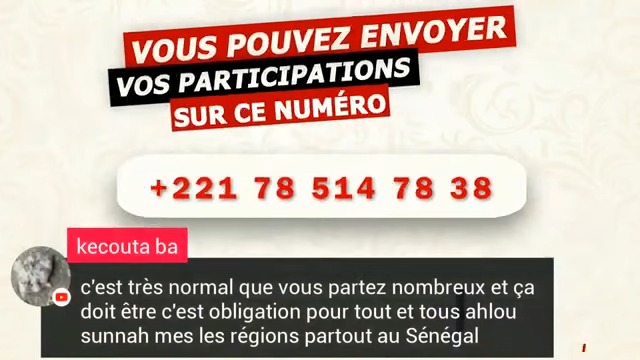 VOUS POUVEZ ENVOYER
VOS PARTICIPATIONS
SUR CE NUMÉRO
+221 78 514 78 38
kecouta ba
c'est très normal que vous partez nombreux et ça
doit être c'est obligation pour tout et tous ahlou
sunnah mes les régions partout au Sénégal